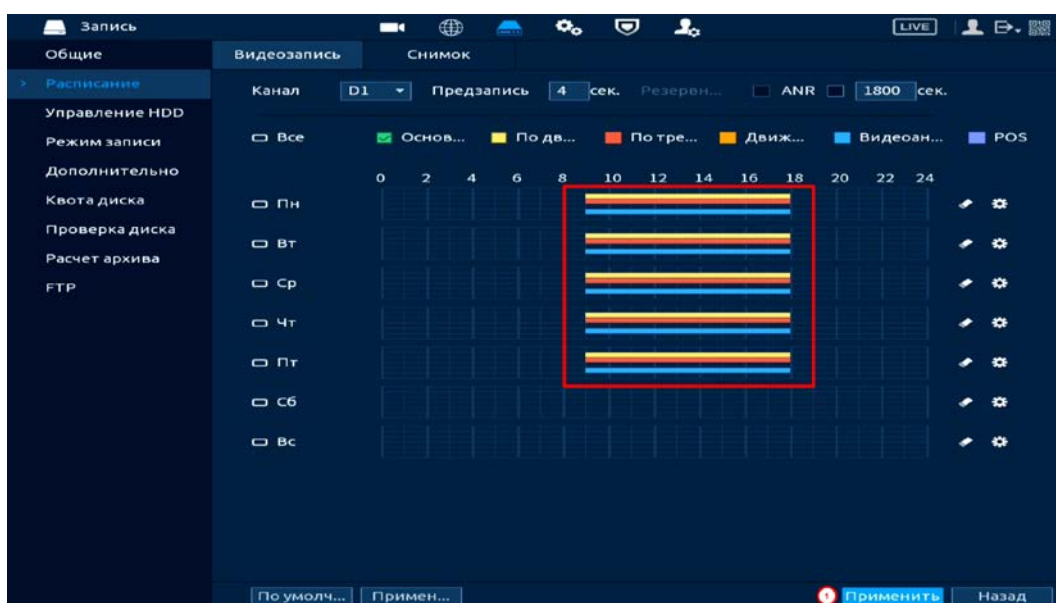 Запись LIVE
Общие
Видеозапись Снимок
Расписание
Канал D1 Предзапись 4 сек. Резервн... ANR 1800 сек.
Управление HDD
Режим записи
Все Основ... По дв... По тре... Движ... Видеоан... POS
Дополнительно
0 2 4 6 8 10 12 14 16 18 20 22 24
Квота диска
Пн
Проверка диска
Вт
Расчет архива
FTP
Ср
Чт
Пт
Сб
Вс
По умолч... Примен... 1 Применить Назад